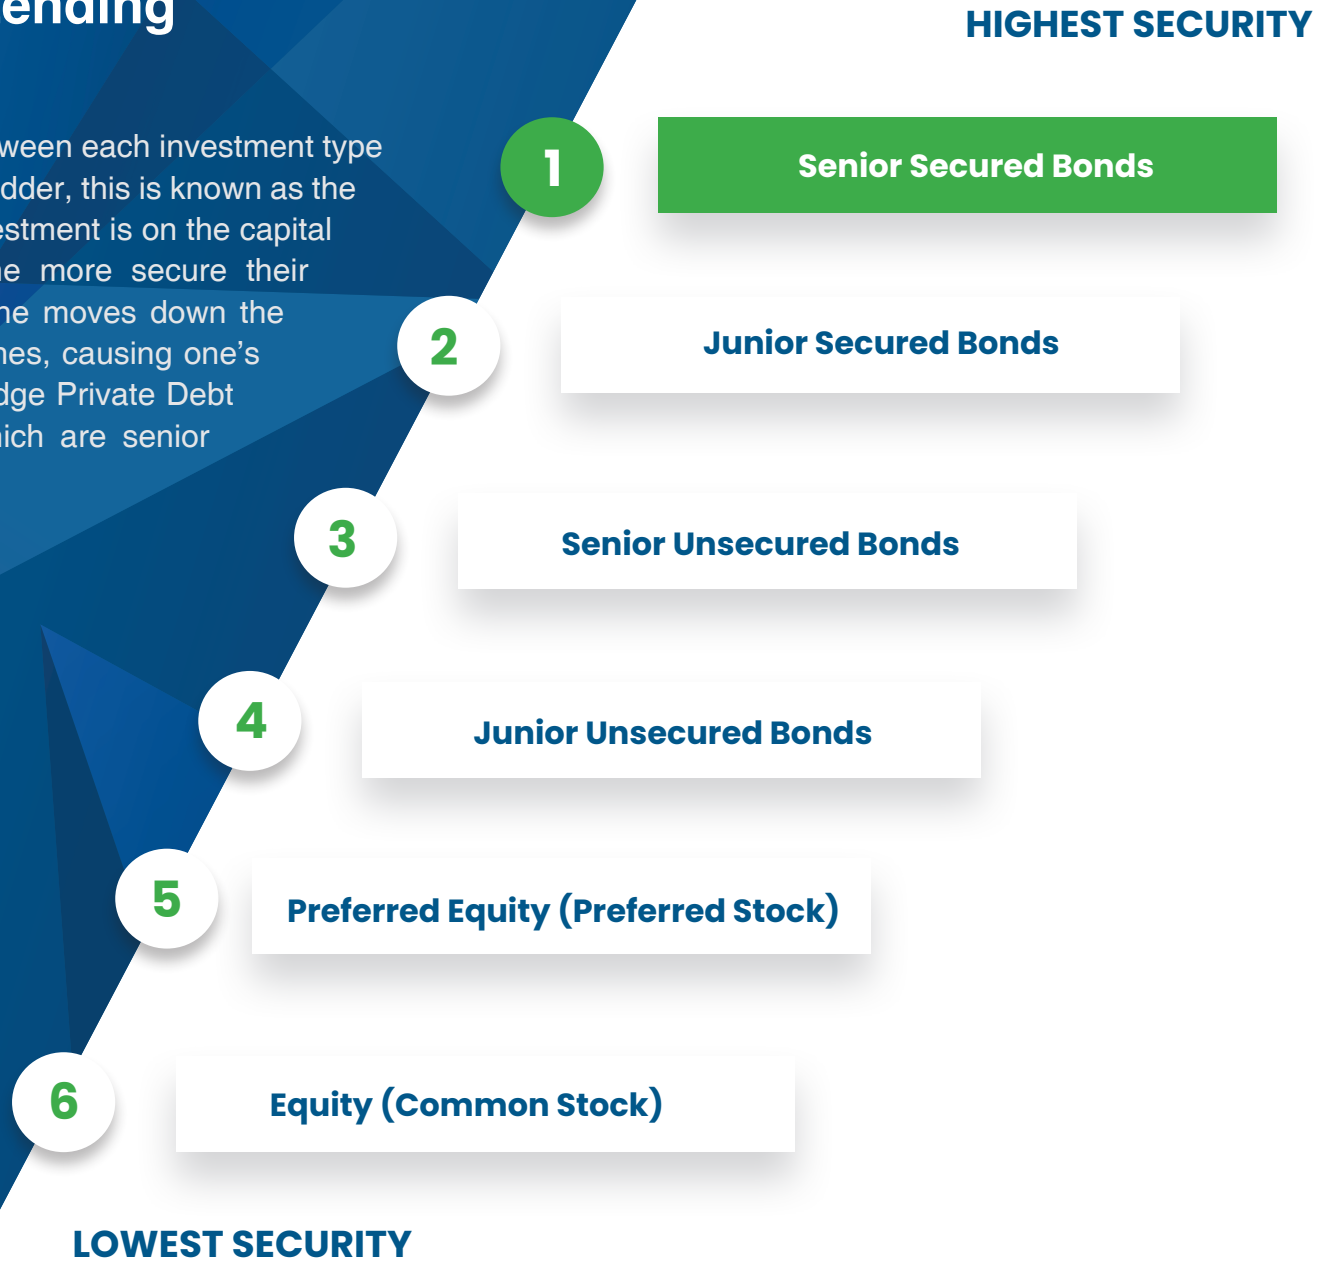 ending
HIGHEST SECURITY
ween each investment type
dder, this is known as the
estment is on the capital
ne more secure their
ne moves down the
nes, causing one's
dge Private Debt
hich are senior
1
Senior Secured Bonds
2
Junior Secured Bonds
3
Senior Unsecured Bonds
4
Junior Unsecured Bonds
5
Preferred Equity (Preferred Stock)
6
Equity (Common Stock)
LOWEST SECURITY